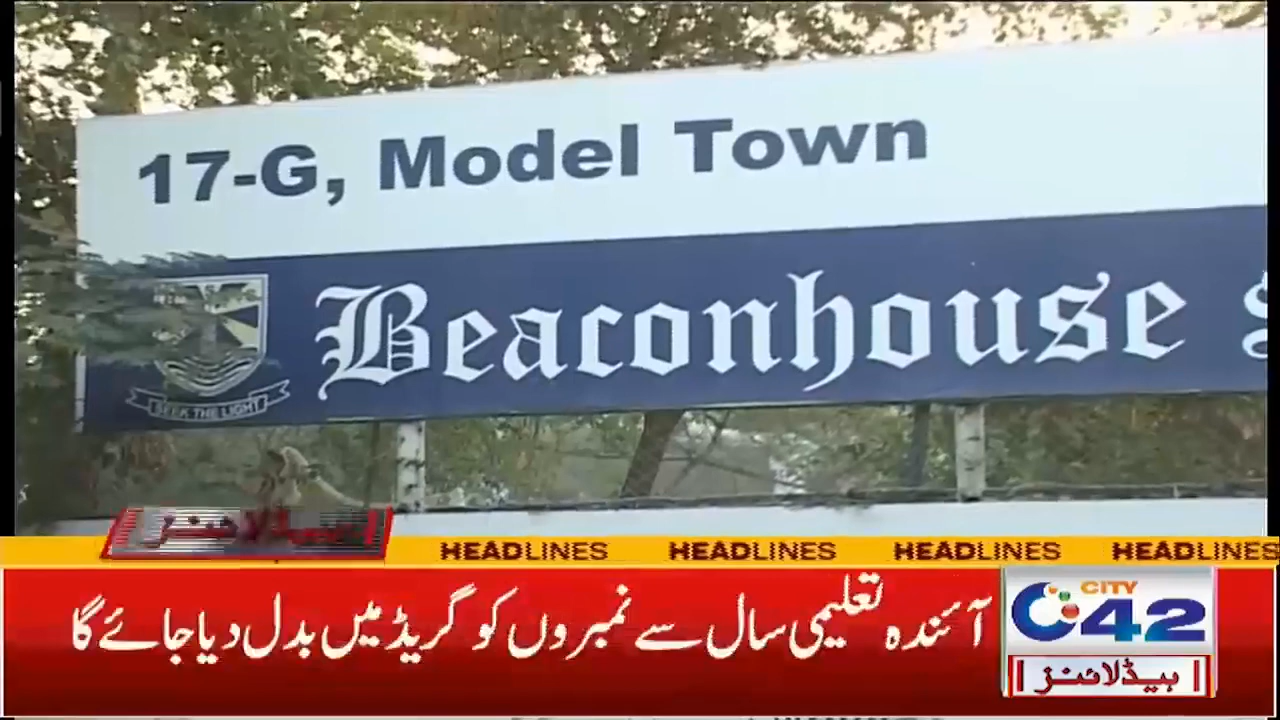 17-G, Model Town
Beaconhouse
SEEK THE LIGHT
ہیڈلائنز
HEADLINES HEADLINES HEADLINES HEADLINES
آئندہ تعلیمی سال سے نمبروں کو گریڈ میں بدل دیا جائے گا
CITY
42
ہیڈلائنز